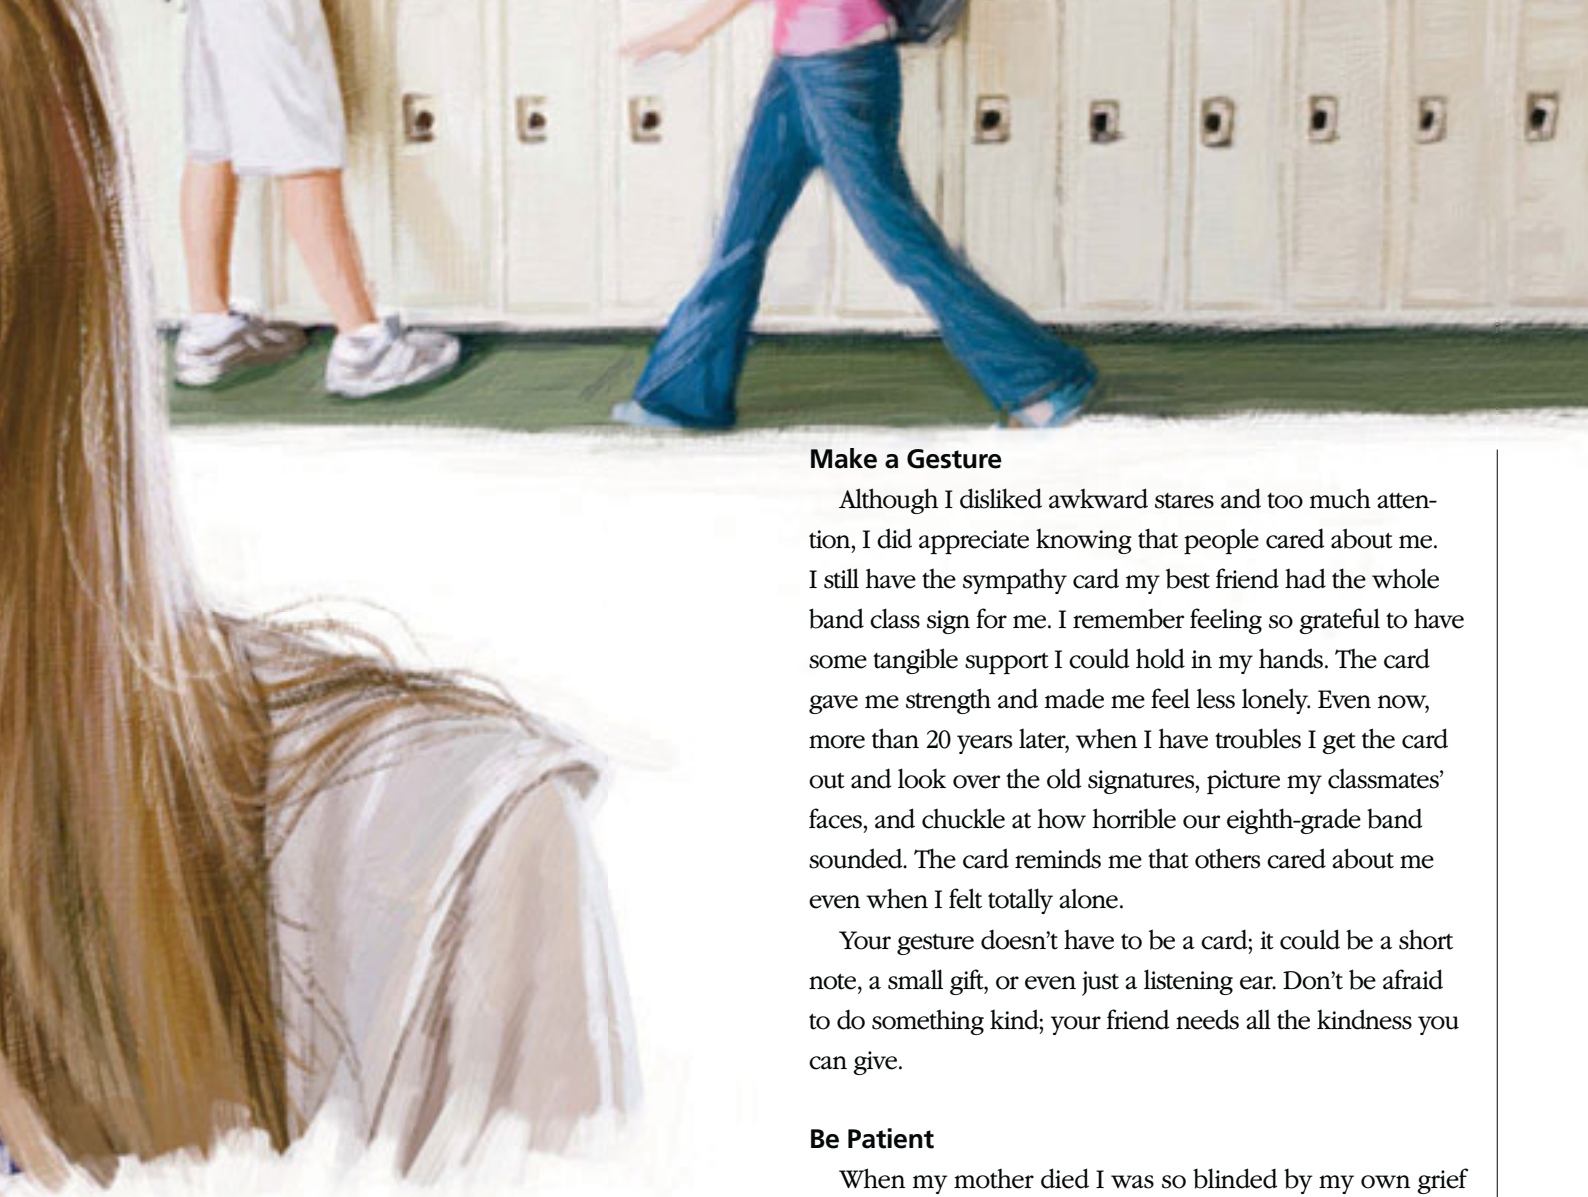 Make a Gesture
Although I disliked awkward stares and too much atten-
tion, I did appreciate knowing that people cared about me.
I still have the sympathy card my best friend had the whole
band class sign for me. I remember feeling so grateful to have
some tangible support I could hold in my hands. The card
gave me strength and made me feel less lonely. Even now,
more than 20 years later, when I have troubles I get the card
out and look over the old signatures, picture my classmates’
faces, and chuckle at how horrible our eighth-grade band
sounded. The card reminds me that others cared about me
even when I felt totally alone.
Your gesture doesn’t have to be a card; it could be a short
note, a small gift, or even just a listening ear. Don’t be afraid
to do something kind; your friend needs all the kindness you
can give.
Be Patient
When my mother died I was so blinded by my own grief